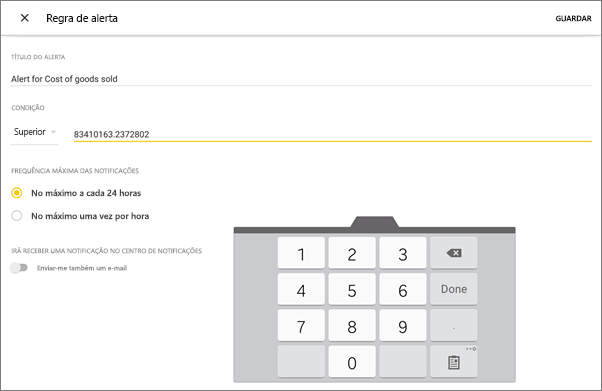 Regra de alerta
GUARDAR
TÍTULO DO ALERTA
Alert for Cost of goods sold
CONDIÇÃO
Superior 83410163.2372802
FREQUÊNCIA MÁXIMA DAS NOTIFICAÇÕES
No máximo a cada 24 horas
No máximo uma vez por hora
IRÁ RECEBER UMA NOTIFICAÇÃO NO CENTRO DE NOTIFICAÇÕES
Enviar-me também um e-mail
1 2 3
4 5 6 Done
7 8 9 .
0